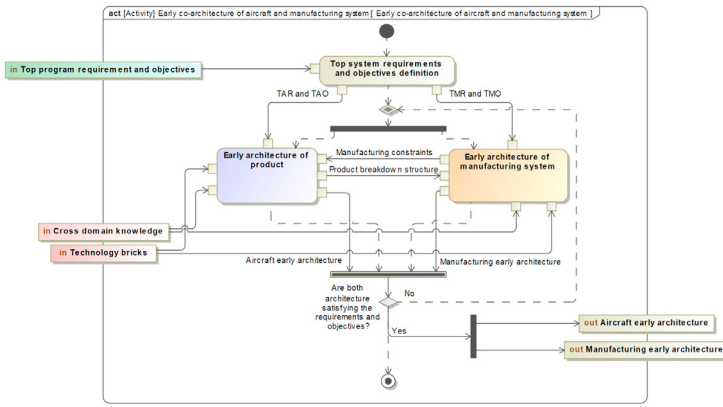 act [Activity] Early co-architecture of aircraft and manufacturing system [ Early co-architecture of aircraft and manufacturing system ]
in Top program requirement and objectives
Top system requirements
and objectives definition
TAR and TAO
TMR and TMO
Early architecture of
product
Manufacturing constraints
Product breakdown structure
Early architecture of
manufacturing system
in Cross domain knowledge
in Technology bricks
Aircraft early architecture
Manufacturing early architecture
Are both
architecture
satisfying the
requirements and
objectives?
No
Yes
out Aircraft early architecture
out Manufacturing early architecture